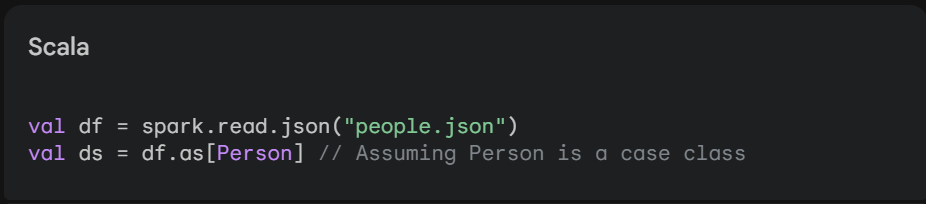 Scala
val df = spark.read.json("people.json")
val ds = df.as[Person] // Assuming Person is a case class